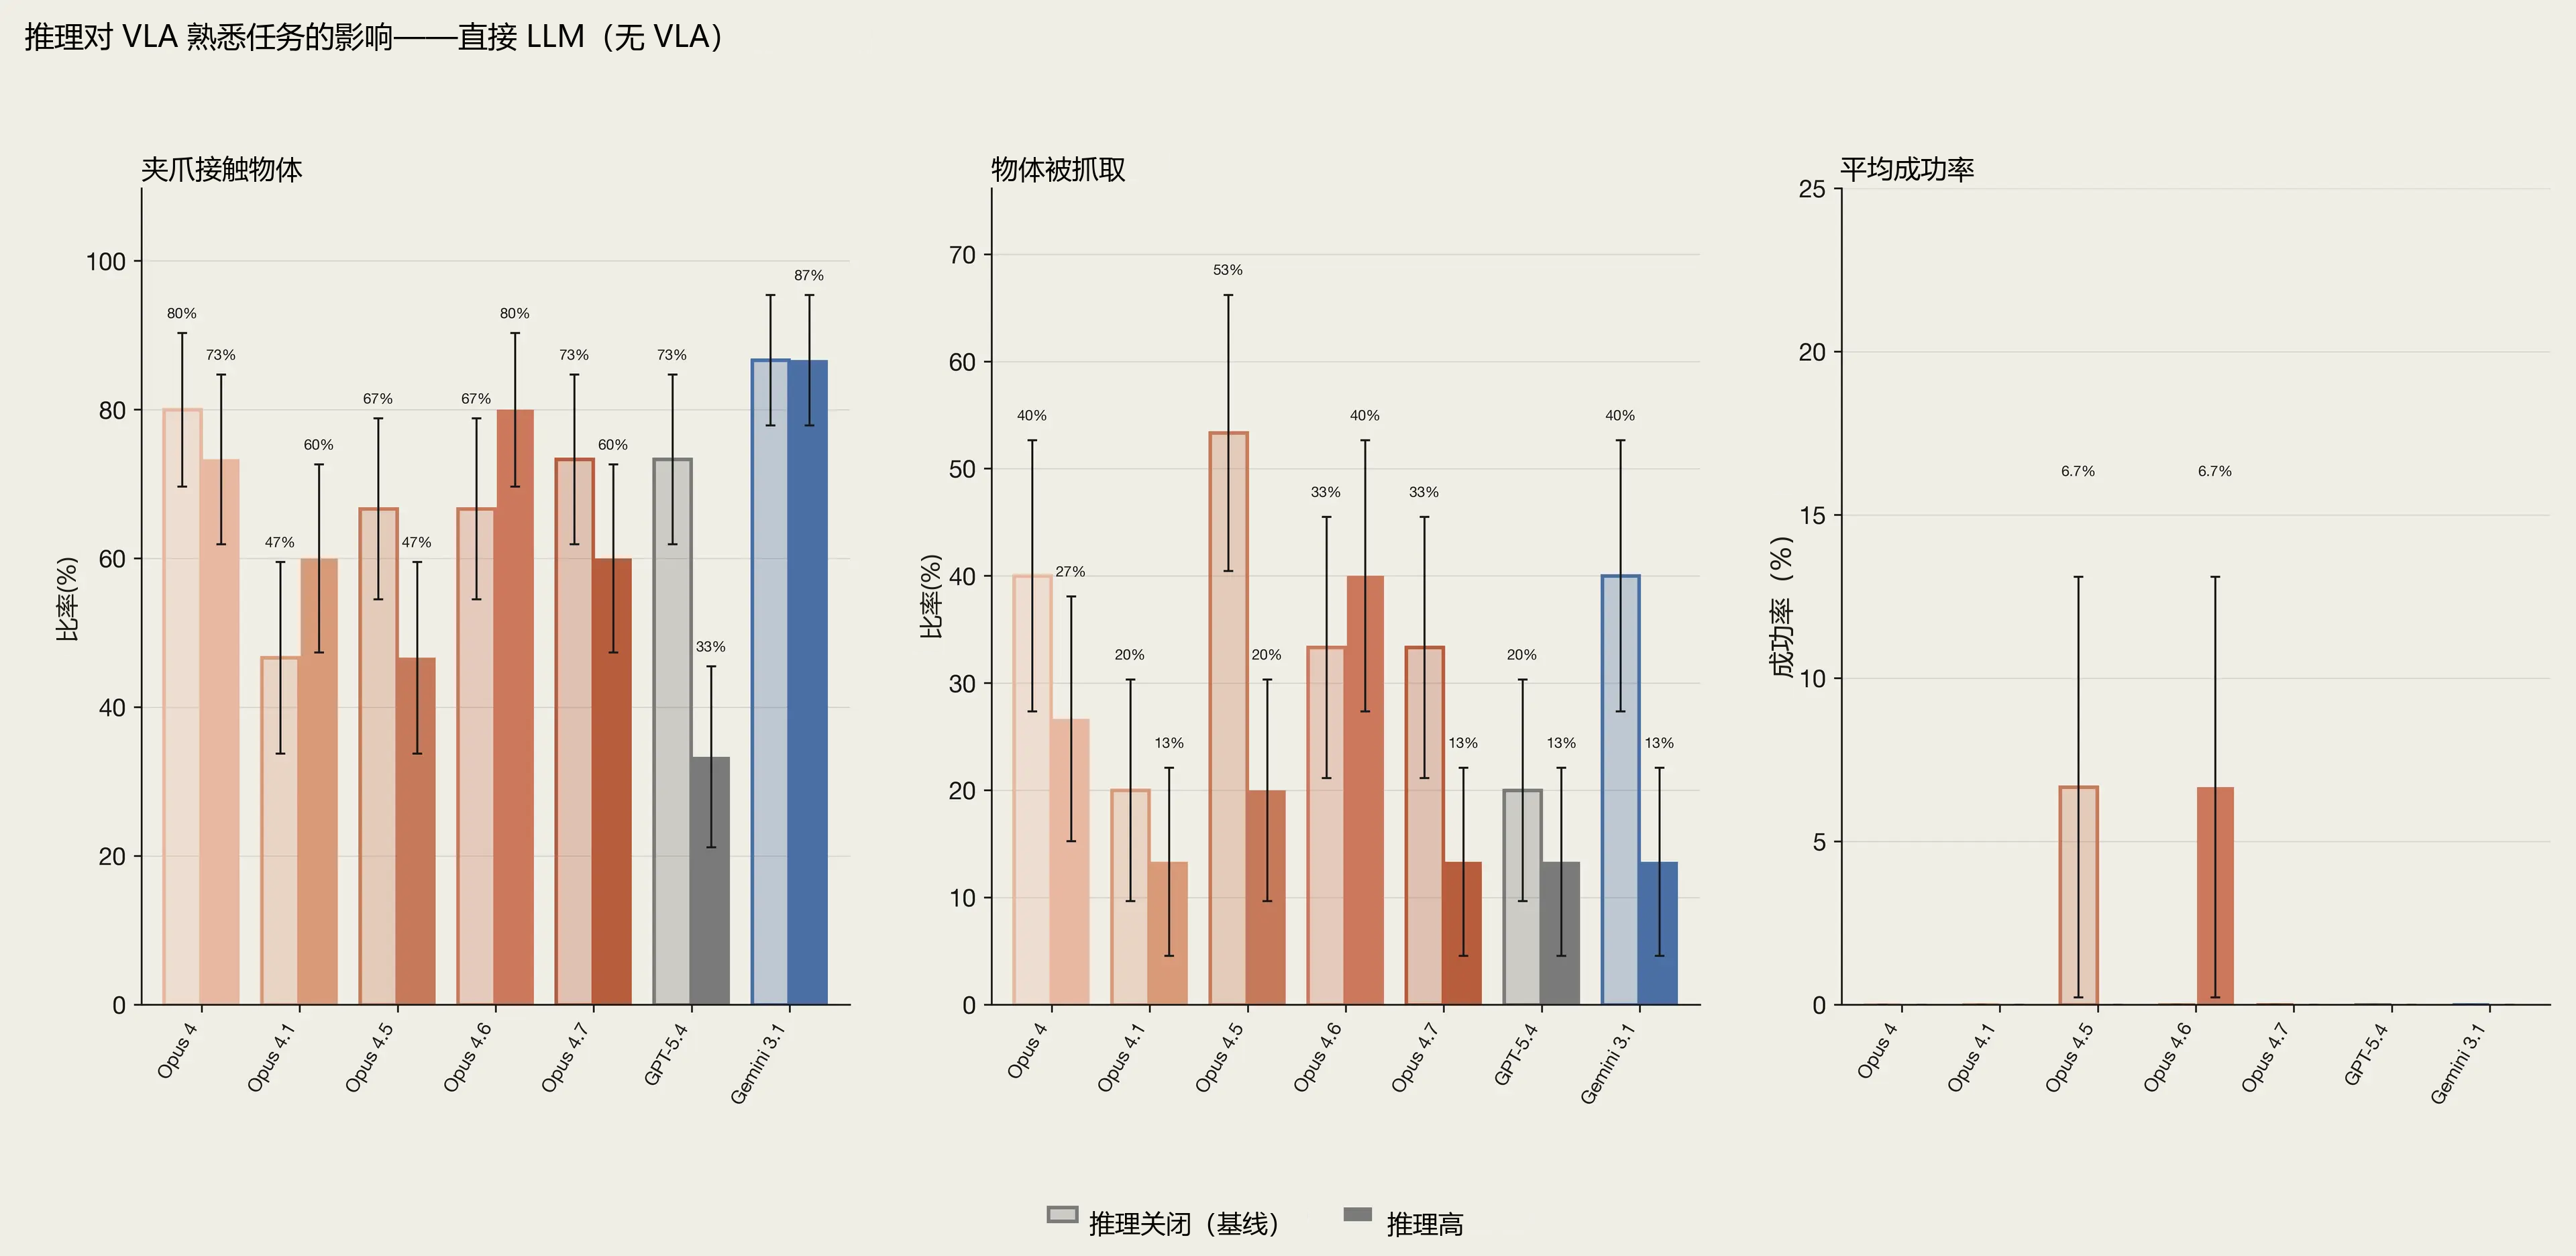 推理对 VLA 熟悉任务的影响——直接 LLM（无 VLA）
夹爪接触物体
比率(%)
100
80
60
40
20
0
80%
73%
47%
60%
67%
47%
67%
80%
73%
60%
73%
33%
87%
Opus 4
Opus 4.1
Opus 4.5
Opus 4.6
Opus 4.7
GPT-5.4
Gemini 3.1
物体被抓取
比率(%)
70
60
50
40
30
20
10
0
40%
27%
20%
13%
53%
20%
33%
40%
33%
13%
20%
13%
40%
13%
Opus 4
Opus 4.1
Opus 4.5
Opus 4.6
Opus 4.7
GPT-5.4
Gemini 3.1
平均成功率
成功率（%）
25
20
15
10
5
0
6.7%
6.7%
Opus 4
Opus 4.1
Opus 4.5
Opus 4.6
Opus 4.7
GPT-5.4
Gemini 3.1
推理关闭（基线）
推理高